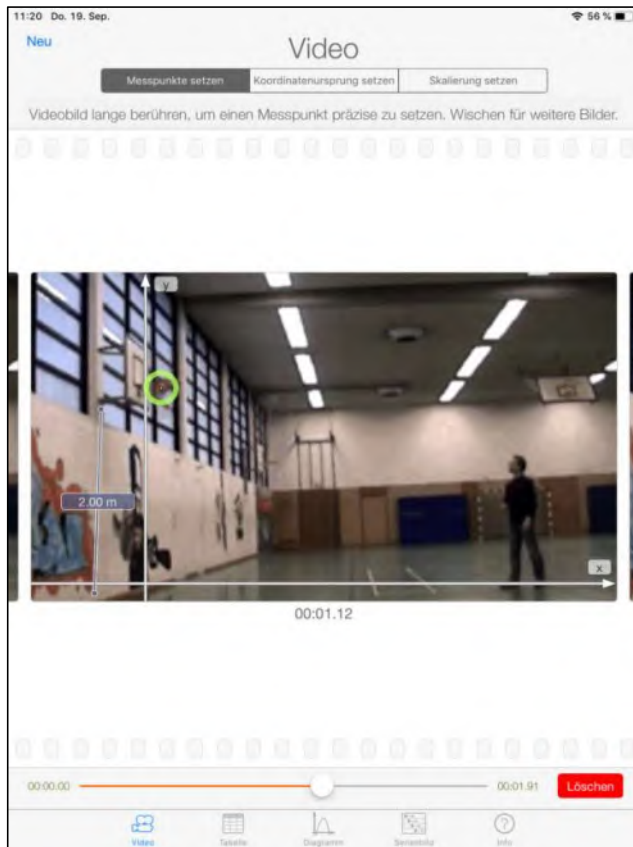 11:20 Do. 19. Sep. 56 %
Neu
Video
Messpunkte setzen Koordinatenursprung setzen Skalierung setzen
Videobild lange berühren, um einen Messpunkt präzise zu setzen. Wischen für weitere Bilder.
y
2.00 m
x
00:01.12
00:00.00 00:01.91 Löschen
Video Tabelle Diagramm Serienbild Info